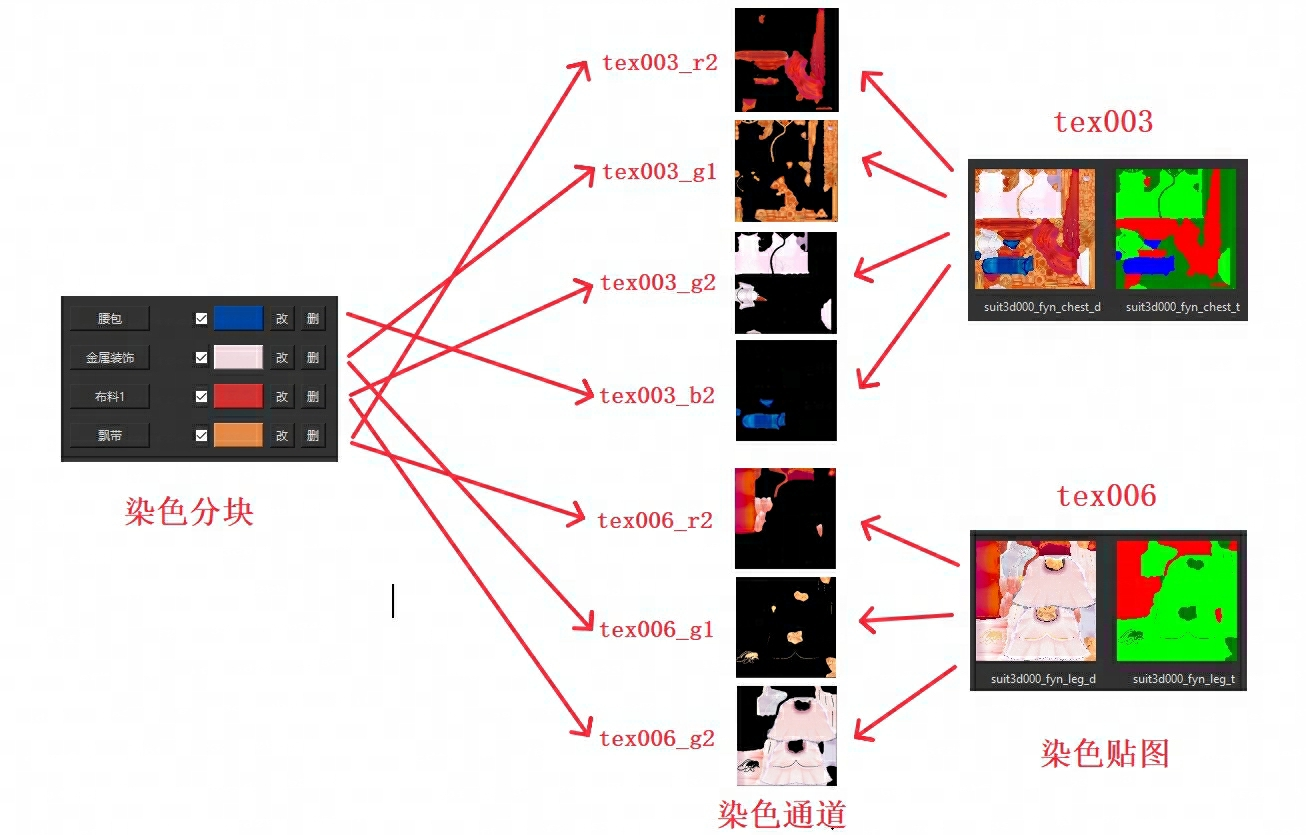 腰包 改 删
金属装饰 改 删
布料1 改 删
飘带 改 删
染色分块
tex003_r2
tex003_g1
tex003_g2
tex003_b2
tex006_r2
tex006_g1
tex006_g2
染色通道
tex003
suit3d000_fyn_chest_d suit3d000_fyn_chest_t
tex006
suit3d000_fyn_leg_d suit3d000_fyn_leg_t
染色贴图